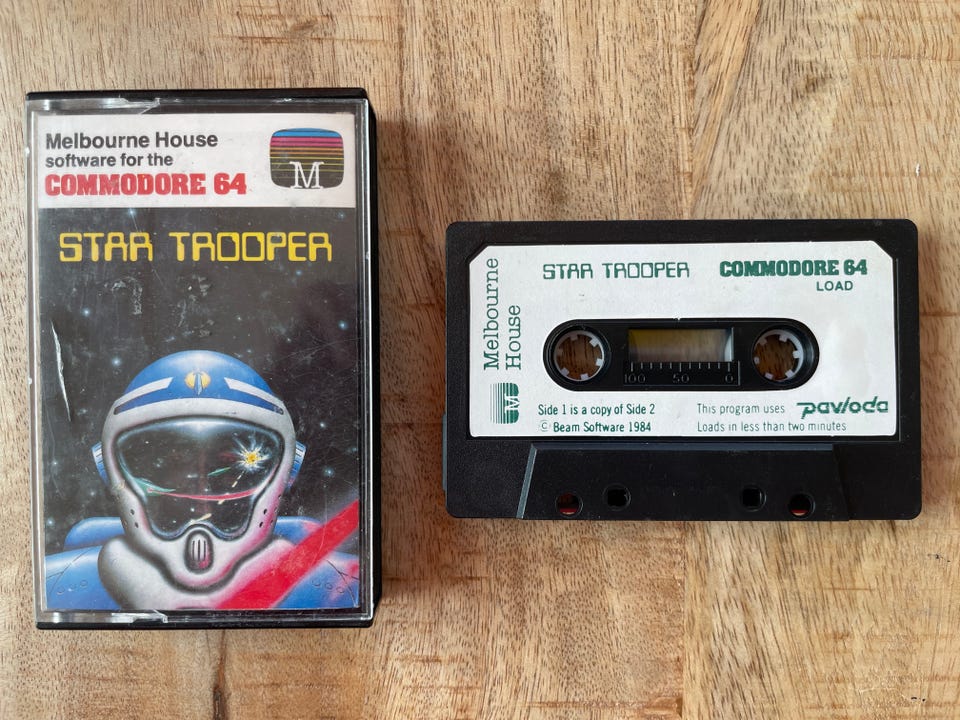 Melbourne House
software for the
COMMODORE 64
M
STAR TROOPER
Melbourne
House
STAR TROOPER
COMMODORE 64
LOAD
100 50 0
Side 1 is a copy of Side 2
© Beam Software 1984
This program uses pavloda
Loads in less than two minutes